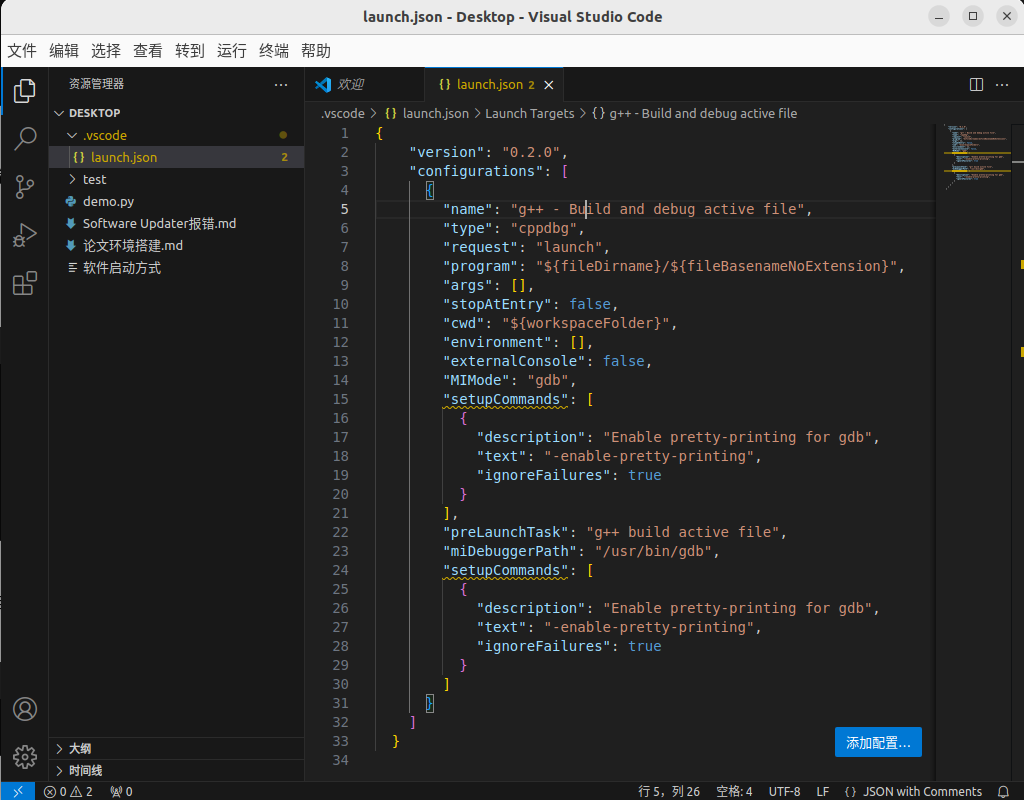 launch.json - Desktop - Visual Studio Code
文件 编辑 选择 查看 转到 运行 终端 帮助
资源管理器
DESKTOP
.vscode
{} launch.json 2
test
demo.py
Software Updater报错.md
论文环境搭建.md
软件启动方式
大纲
时间线
欢迎
{} launch.json 2
.vscode > {} launch.json > Launch Targets > {} g++ - Build and debug active file
1 {
2 "version": "0.2.0",
3 "configurations": [
4 {
5 "name": "g++ - Build and debug active file",
6 "type": "cppdbg",
7 "request": "launch",
8 "program": "${fileDirname}/${fileBasenameNoExtension}",
9 "args": [],
10 "stopAtEntry": false,
11 "cwd": "${workspaceFolder}",
12 "environment": [],
13 "externalConsole": false,
14 "MIMode": "gdb",
15 "setupCommands": [
16 {
17 "description": "Enable pretty-printing for gdb",
18 "text": "-enable-pretty-printing",
19 "ignoreFailures": true
20 }
21 ],
22 "preLaunchTask": "g++ build active file",
23 "miDebuggerPath": "/usr/bin/gdb",
24 "setupCommands": [
25 {
26 "description": "Enable pretty-printing for gdb",
27 "text": "-enable-pretty-printing",
28 "ignoreFailures": true
29 }
30 ]
31 }
32 ]
33 }
34
添加配置...
0 2 0 行 5，列 26 空格: 4 UTF-8 LF {} JSON with Comments